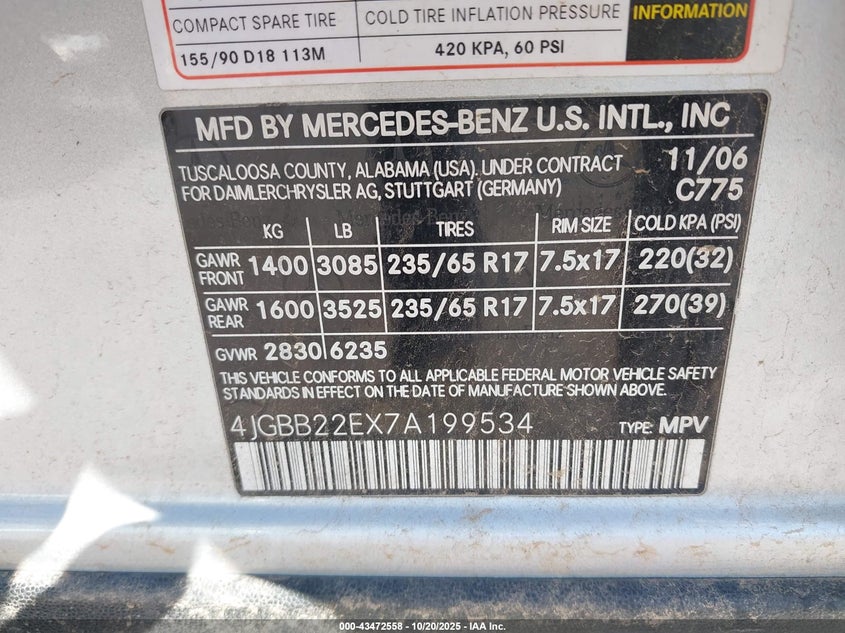 COMPACT SPARE TIRE COLD TIRE INFLATION PRESSURE
INFORMATION
155/90 D18 113M 420 KPA, 60 PSI
MFD BY MERCEDES-BENZ U.S. INTL., INC
TUSCALOOSA COUNTY, ALABAMA (USA). UNDER CONTRACT 11/06
FOR DAIMLERCHRYSLER AG, STUTTGART (GERMANY) C775
KG LB TIRES RIM SIZE COLD KPA (PSI)
GAWR FRONT 1400 3085 235/65 R17 7.5x17 220(32)
GAWR REAR 1600 3525 235/65 R17 7.5x17 270(39)
GVWR 2830 6235
THIS VEHICLE CONFORMS TO ALL APPLICABLE FEDERAL MOTOR VEHICLE SAFETY
STANDARDS IN EFFECT ON THE DATE OF MANUFACTURE SHOWN ABOVE.
4JGBB22EX7A199534 TYPE: MPV
000-43472558 - 10/20/2025 - IAA Inc.